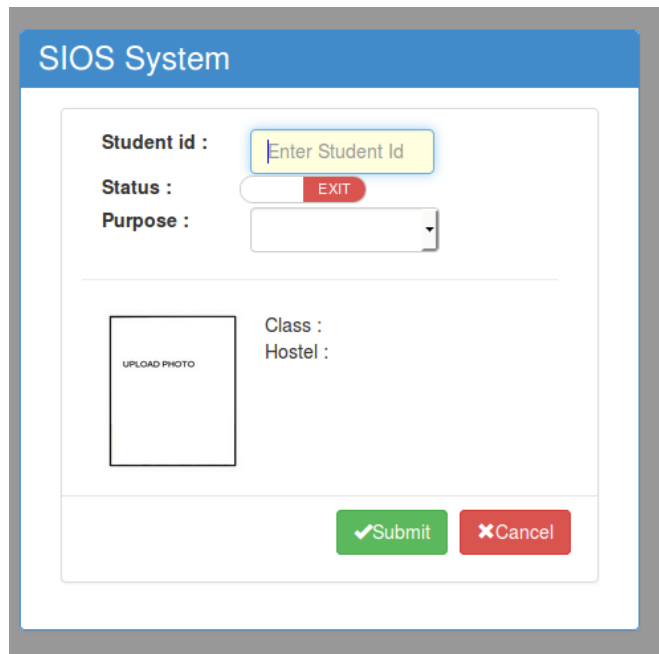 SIOS System
Student id :
Enter Student Id
Status :
EXIT
Purpose :
UPLOAD PHOTO
Class :
Hostel :
Submit
Cancel